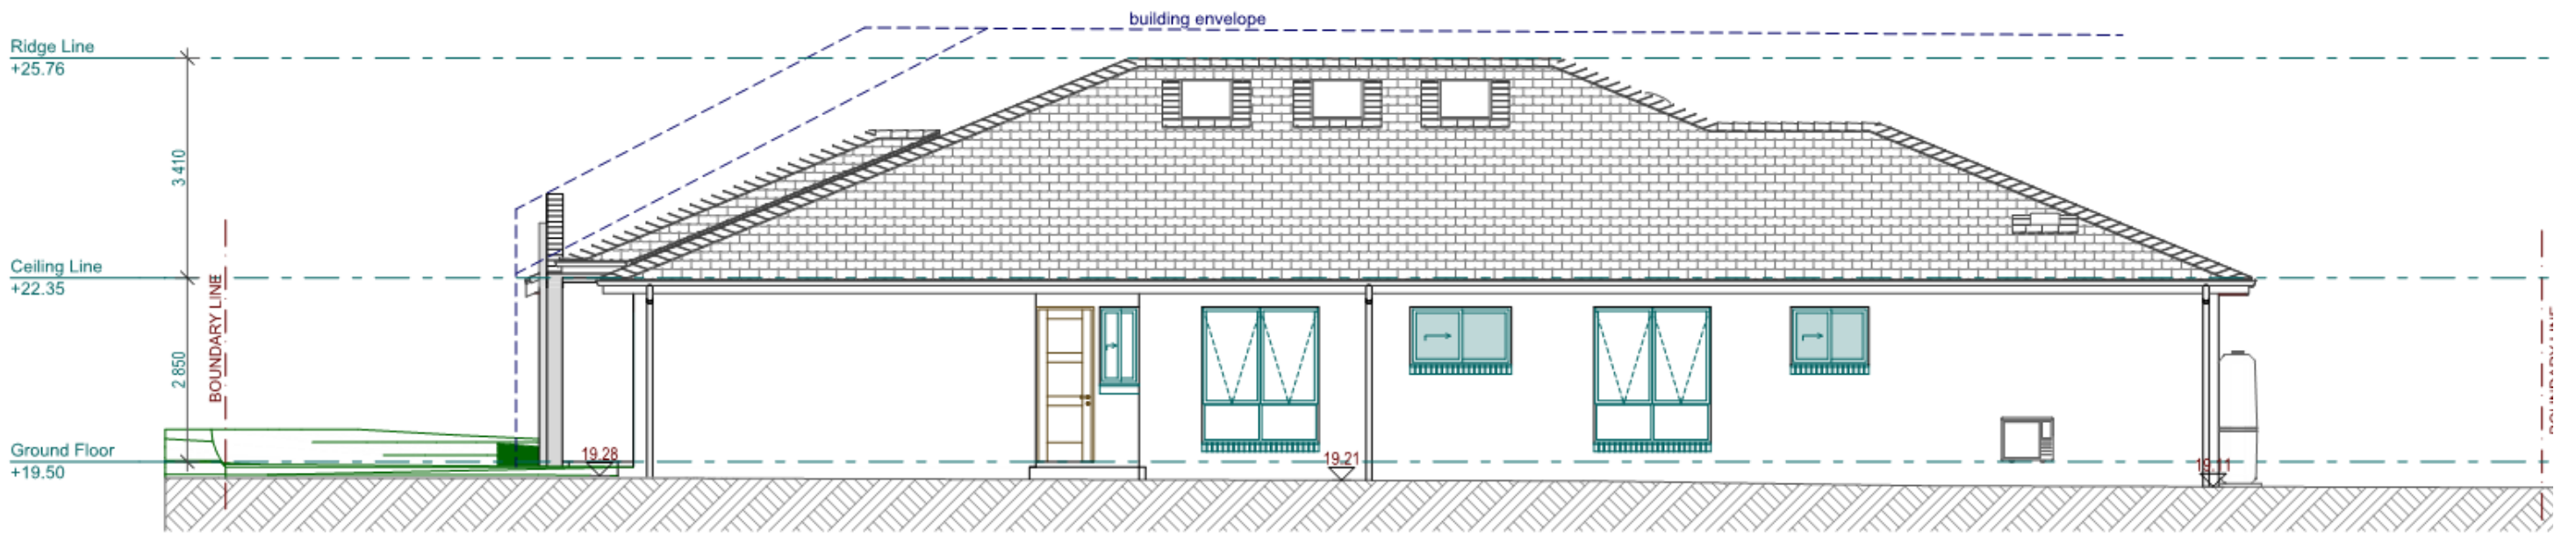 building envelope
Ridge Line
+25.76
3 410
Ceiling Line
+22.35
BOUNDARY LINE
2 850
Ground Floor
+19.50
19.28
19.21
19.11